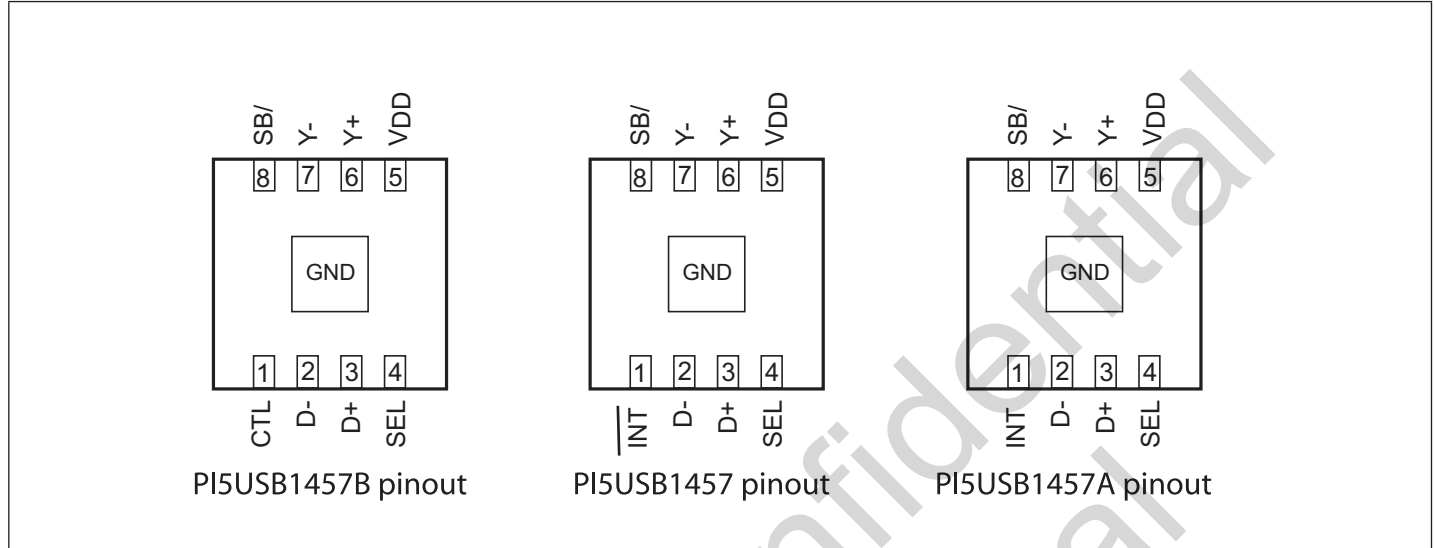 SB/ Y- Y+ VDD
8 7 6 5
GND
1 2 3 4
CTL D- D+ SEL
PI5USB1457B pinout
SB/ Y- Y+ VDD
8 7 6 5
GND
1 2 3 4
INT D- D+ SEL
PI5USB1457 pinout
SB/ Y- Y+ VDD
8 7 6 5
GND
1 2 3 4
INT D- D+ SEL
PI5USB1457A pinout